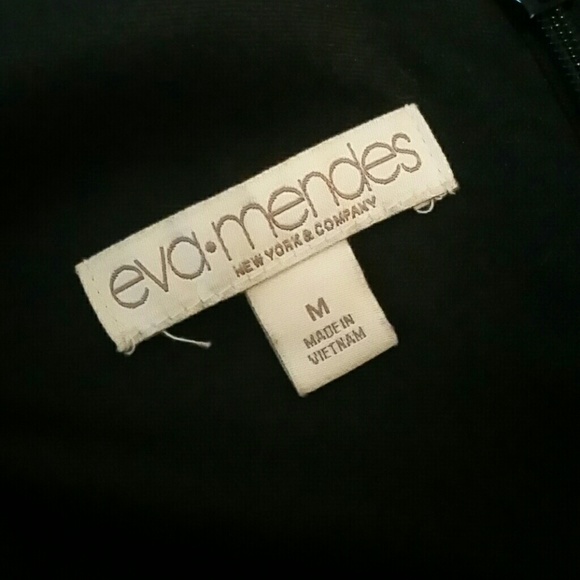 eva•mendes
NEW YORK & COMPANY
M
MADE IN
VIETNAM